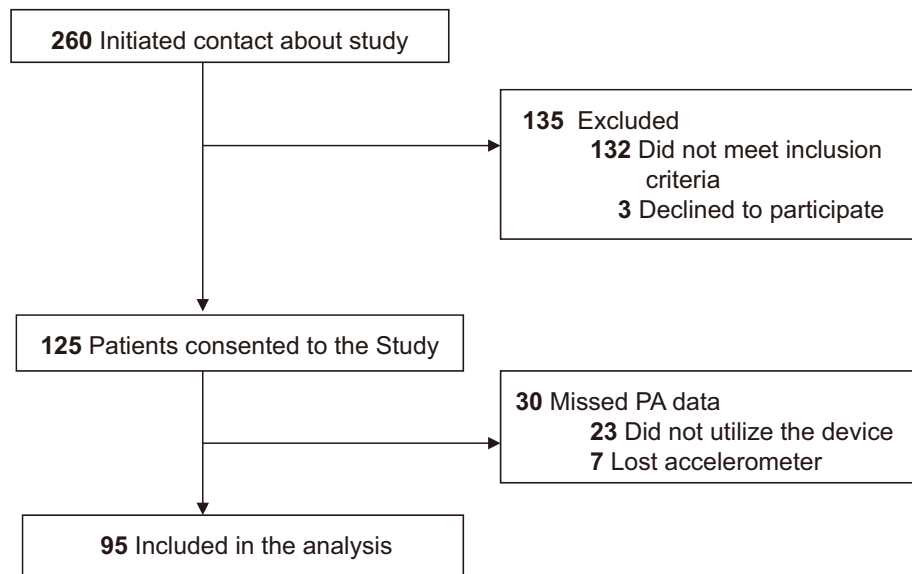 260 Initiated contact about study
135 Excluded
132 Did not meet inclusion
criteria
3 Declined to participate
125 Patients consented to the Study
30 Missed PA data
23 Did not utilize the device
7 Lost accelerometer
95 Included in the analysis